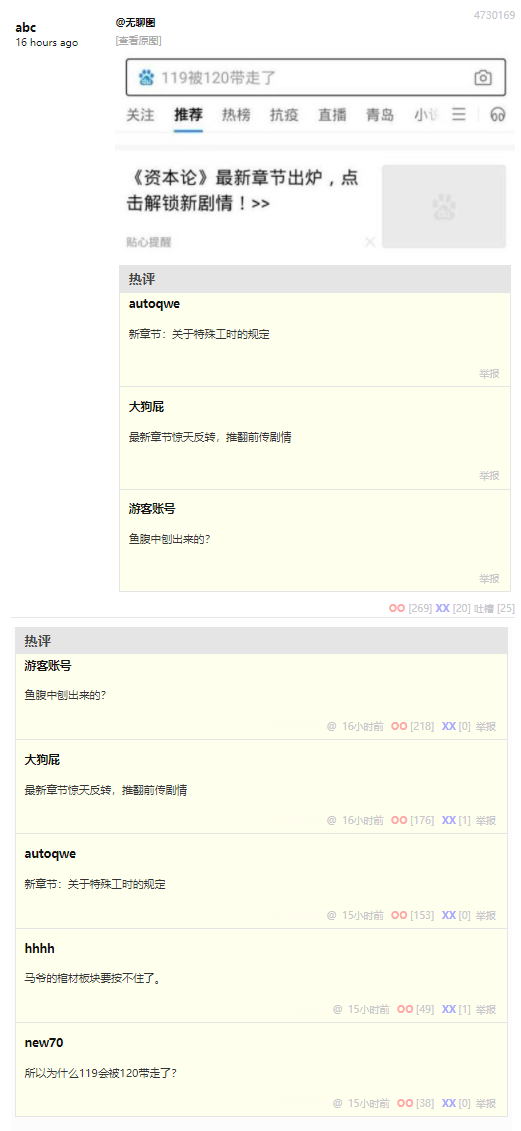 4730169
abc
16 hours ago
@无聊图
[查看原图]
119被120带走了
关注 推荐 热榜 抗疫 直播 青岛 小说
《资本论》最新章节出炉，点
击解锁新剧情！>>
贴心提醒
热评
autoqwe
新章节：关于特殊工时的规定
举报
大狗屁
最新章节惊天反转，推翻前传剧情
举报
游客账号
鱼腹中刨出来的？
举报
OO [269] XX [20] 吐槽 [25]
热评
游客账号
鱼腹中刨出来的？
@ 16小时前 OO [218] XX [0] 举报
大狗屁
最新章节惊天反转，推翻前传剧情
@ 16小时前 OO [176] XX [1] 举报
autoqwe
新章节：关于特殊工时的规定
@ 15小时前 OO [153] XX [0] 举报
hhhh
马爷的棺材板块要按不住了。
@ 15小时前 OO [49] XX [1] 举报
new70
所以为什么119会被120带走了？
@ 15小时前 OO [38] XX [0] 举报